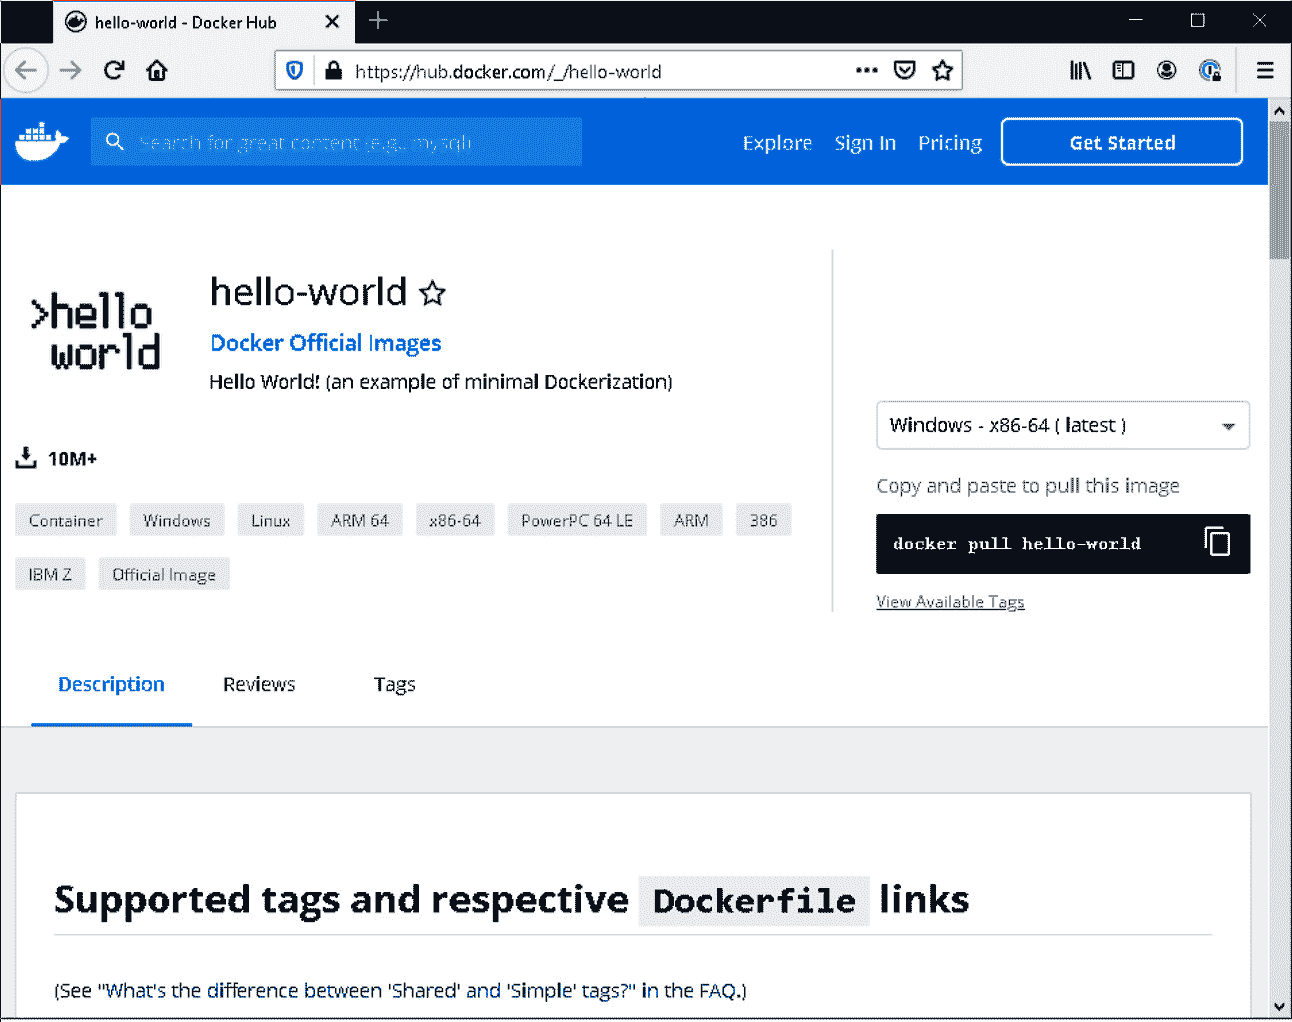 hello-world - Docker Hub
https://hub.docker.com/_/hello-world
Search for great content (e.g., mysql)
Explore Sign In Pricing Get Started
>hello
world
hello-world
Docker Official Images
Hello World! (an example of minimal Dockerization)
10M+
Container Windows Linux ARM 64 x86-64 PowerPC 64 LE ARM 386
IBM Z Official Image
Windows - x86-64 ( latest )
Copy and paste to pull this image
docker pull hello-world
View Available Tags
Description Reviews Tags
Supported tags and respective Dockerfile links
(See "What's the difference between 'Shared' and 'Simple' tags?" in the FAQ.)